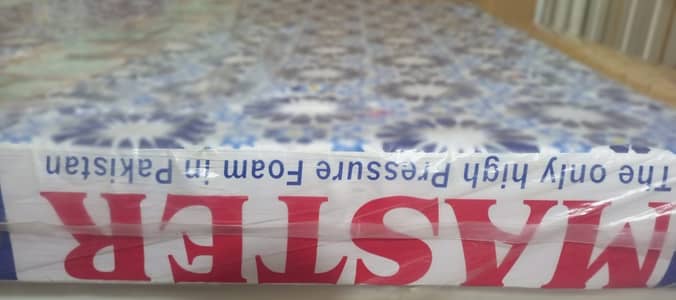 MASTER
The only high Pressure Foam in Pakistan